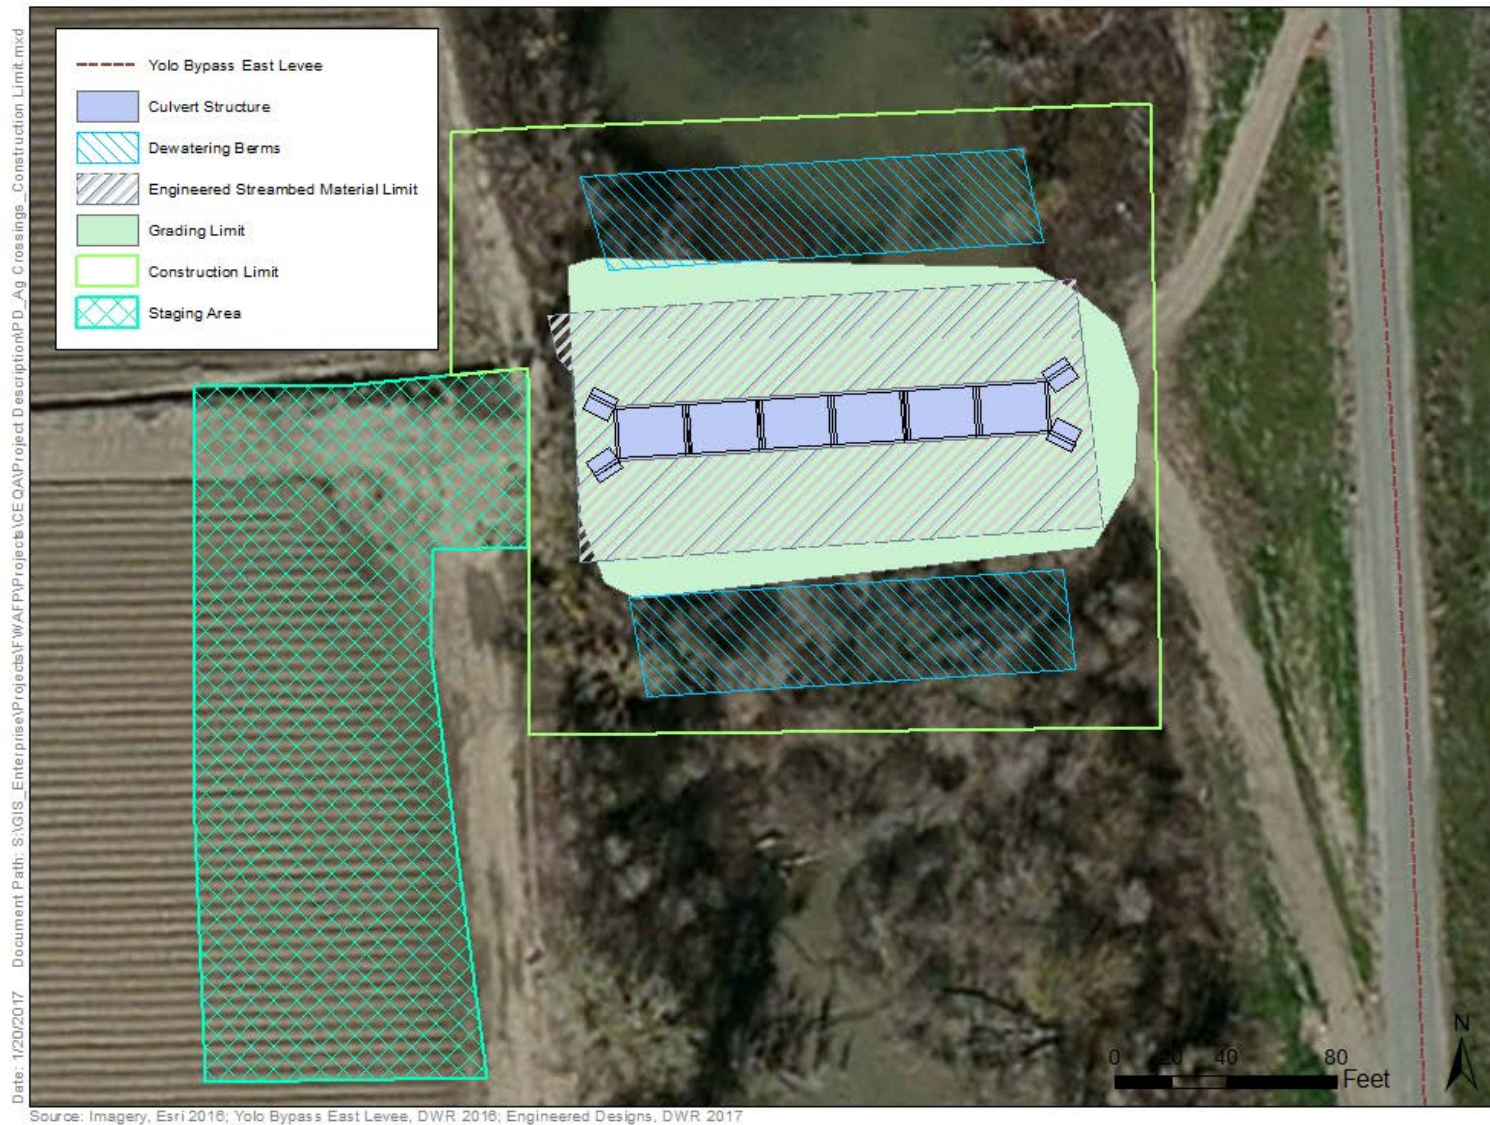 Yolo Bypass East Levee
Culvert Structure
Dewatering Berms
Engineered Streambed Material Limit
Grading Limit
Construction Limit
Staging Area
Date: 1/20/2017 Document Path: S:\GIS_Enterprise\Projects\FWAFP\Projects\CEQA\Project Description\PD_Ag Crossings_Construction Limit.mxd
N
0 20 40 80
Feet
Source: Imagery, Esri 2016; Yolo Bypass East Levee, DWR 2016; Engineered Designs, DWR 2017